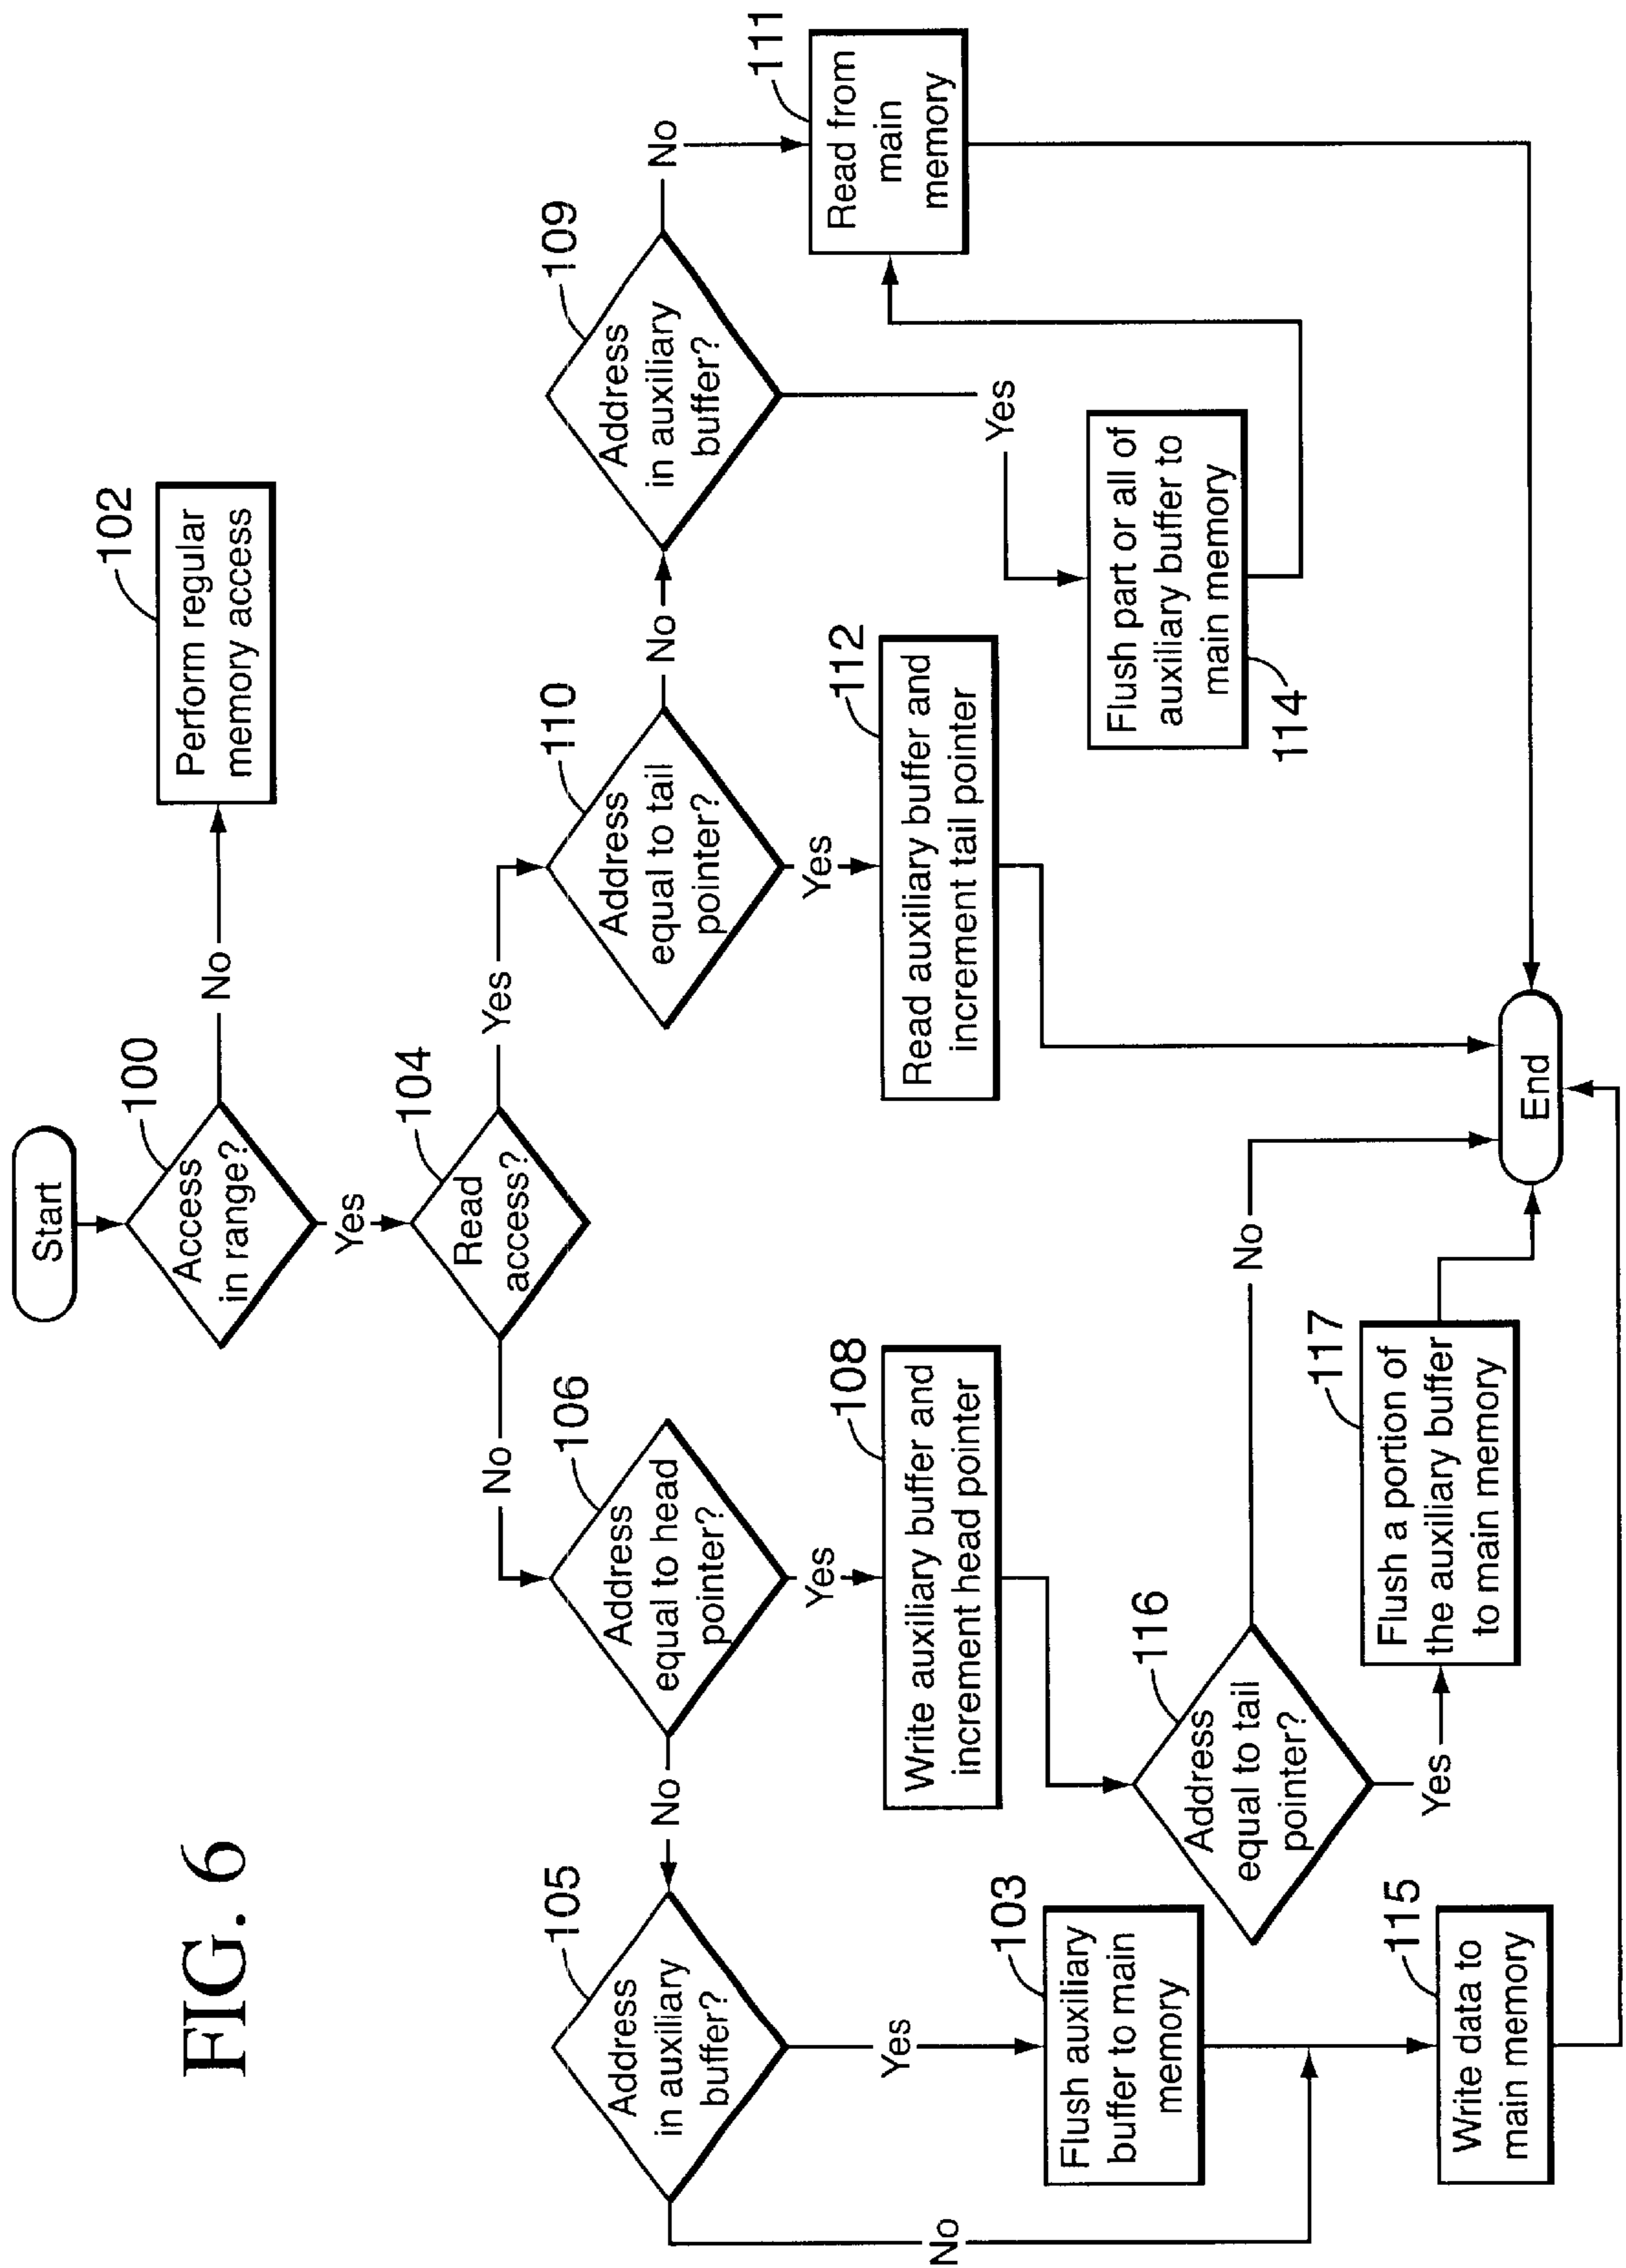 FIG. 6
Start
100
Access
in range?
No
102
Perform regular
memory access
Yes
104
Read
access?
No
Yes
106
Address
equal to head
pointer?
No
105
Address
in auxiliary
buffer?
110
Address
equal to tail
pointer?
No
109
Address
in auxiliary
buffer?
No
111
Read from
main
memory
Yes
108
Write auxiliary buffer and
increment head pointer
Yes
112
Read auxiliary buffer and
increment tail pointer
Yes
Flush part or all of
auxiliary buffer to
main memory
114
No
Yes
103
Flush auxiliary
buffer to main
memory
116
Address
equal to tail
pointer?
No
Yes
117
Flush a portion of
the auxiliary buffer
to main memory
115
Write data to
main memory
End